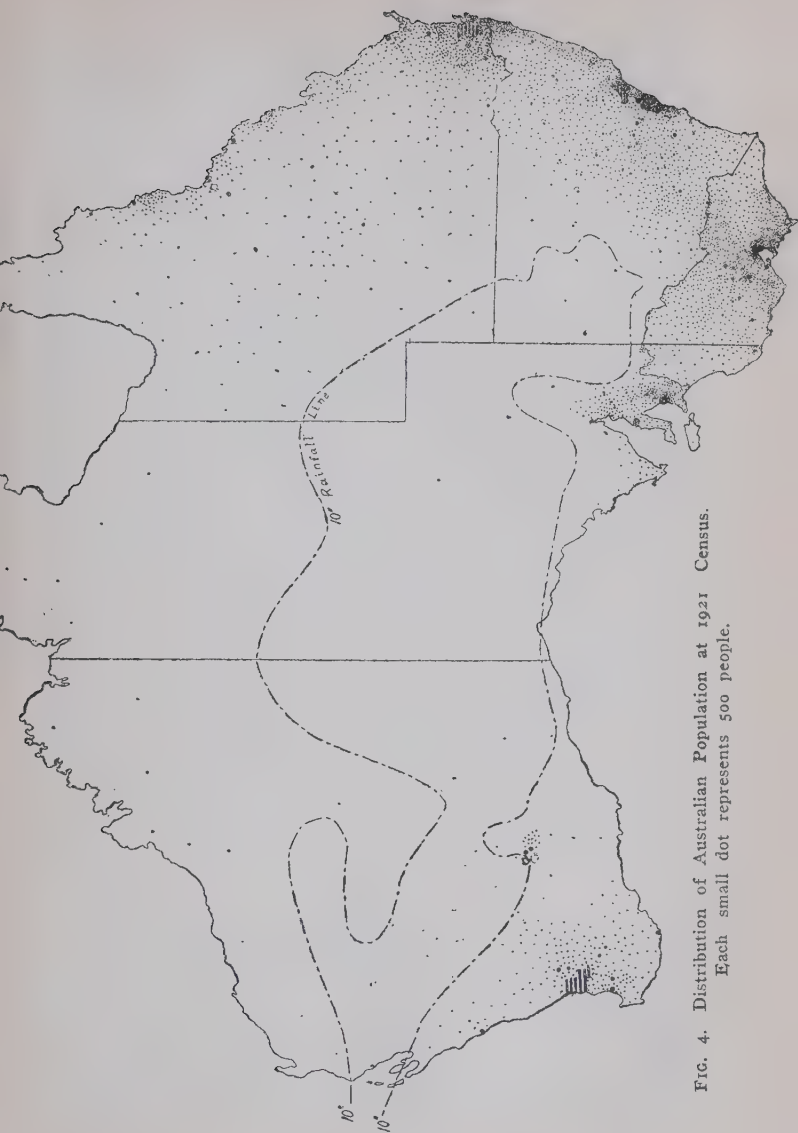 10" Rainfall Line
10"
10"
FIG. 4. Distribution of Australian Population at 1921 Census.
Each small dot represents 500 people.